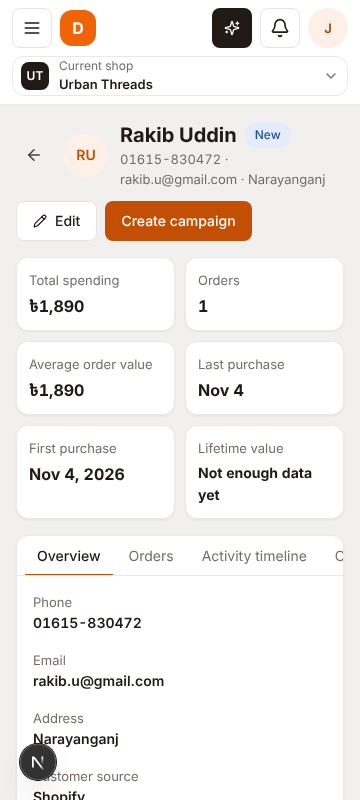 D
J
UT
Current shop
Urban Threads
RU
Rakib Uddin
New
01615-830472 ·
rakib.u@gmail.com · Narayanganj
Edit
Create campaign
Total spending
৳1,890
Orders
1
Average order value
৳1,890
Last purchase
Nov 4
First purchase
Nov 4, 2026
Lifetime value
Not enough data
yet
Overview
Orders
Activity timeline
Phone
01615-830472
Email
rakib.u@gmail.com
Address
Narayanganj
N
ustomer source
Shopify